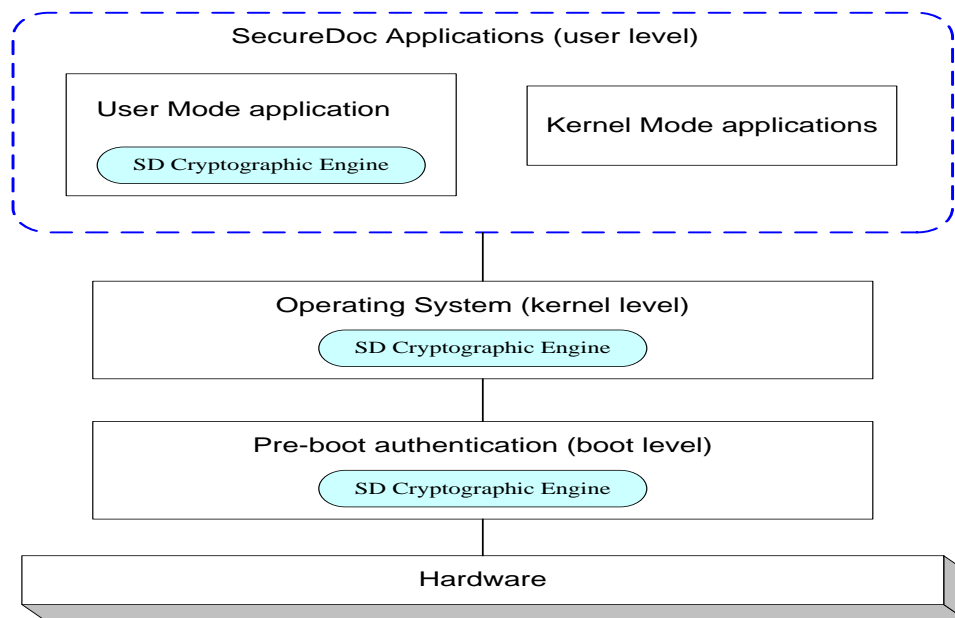 SecureDoc Applications (user level)
User Mode application
SD Cryptographic Engine
Kernel Mode applications
Operating System (kernel level)
SD Cryptographic Engine
Pre-boot authentication (boot level)
SD Cryptographic Engine
Hardware